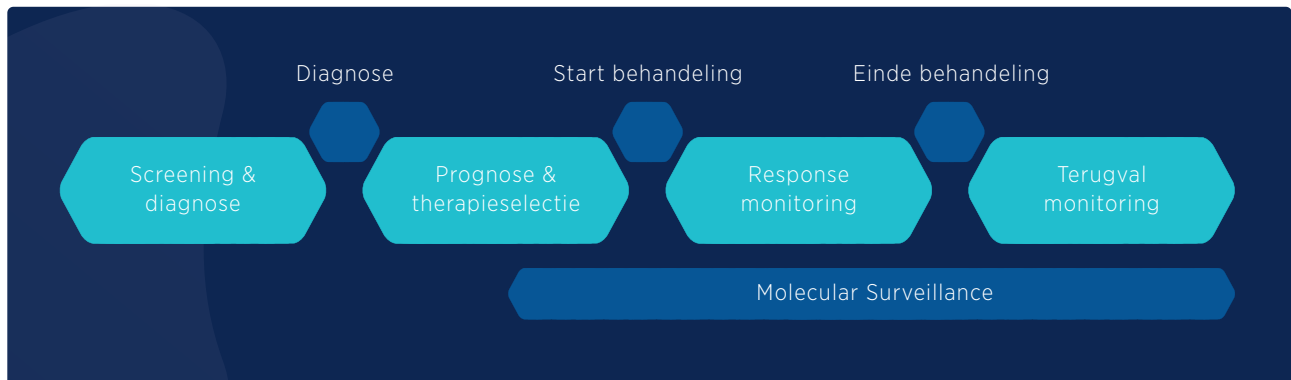 Diagnose
Start behandeling
Einde behandeling
Screening &
diagnose
Prognose &
therapieselectie
Response
monitoring
Terugval
monitoring
Molecular Surveillance